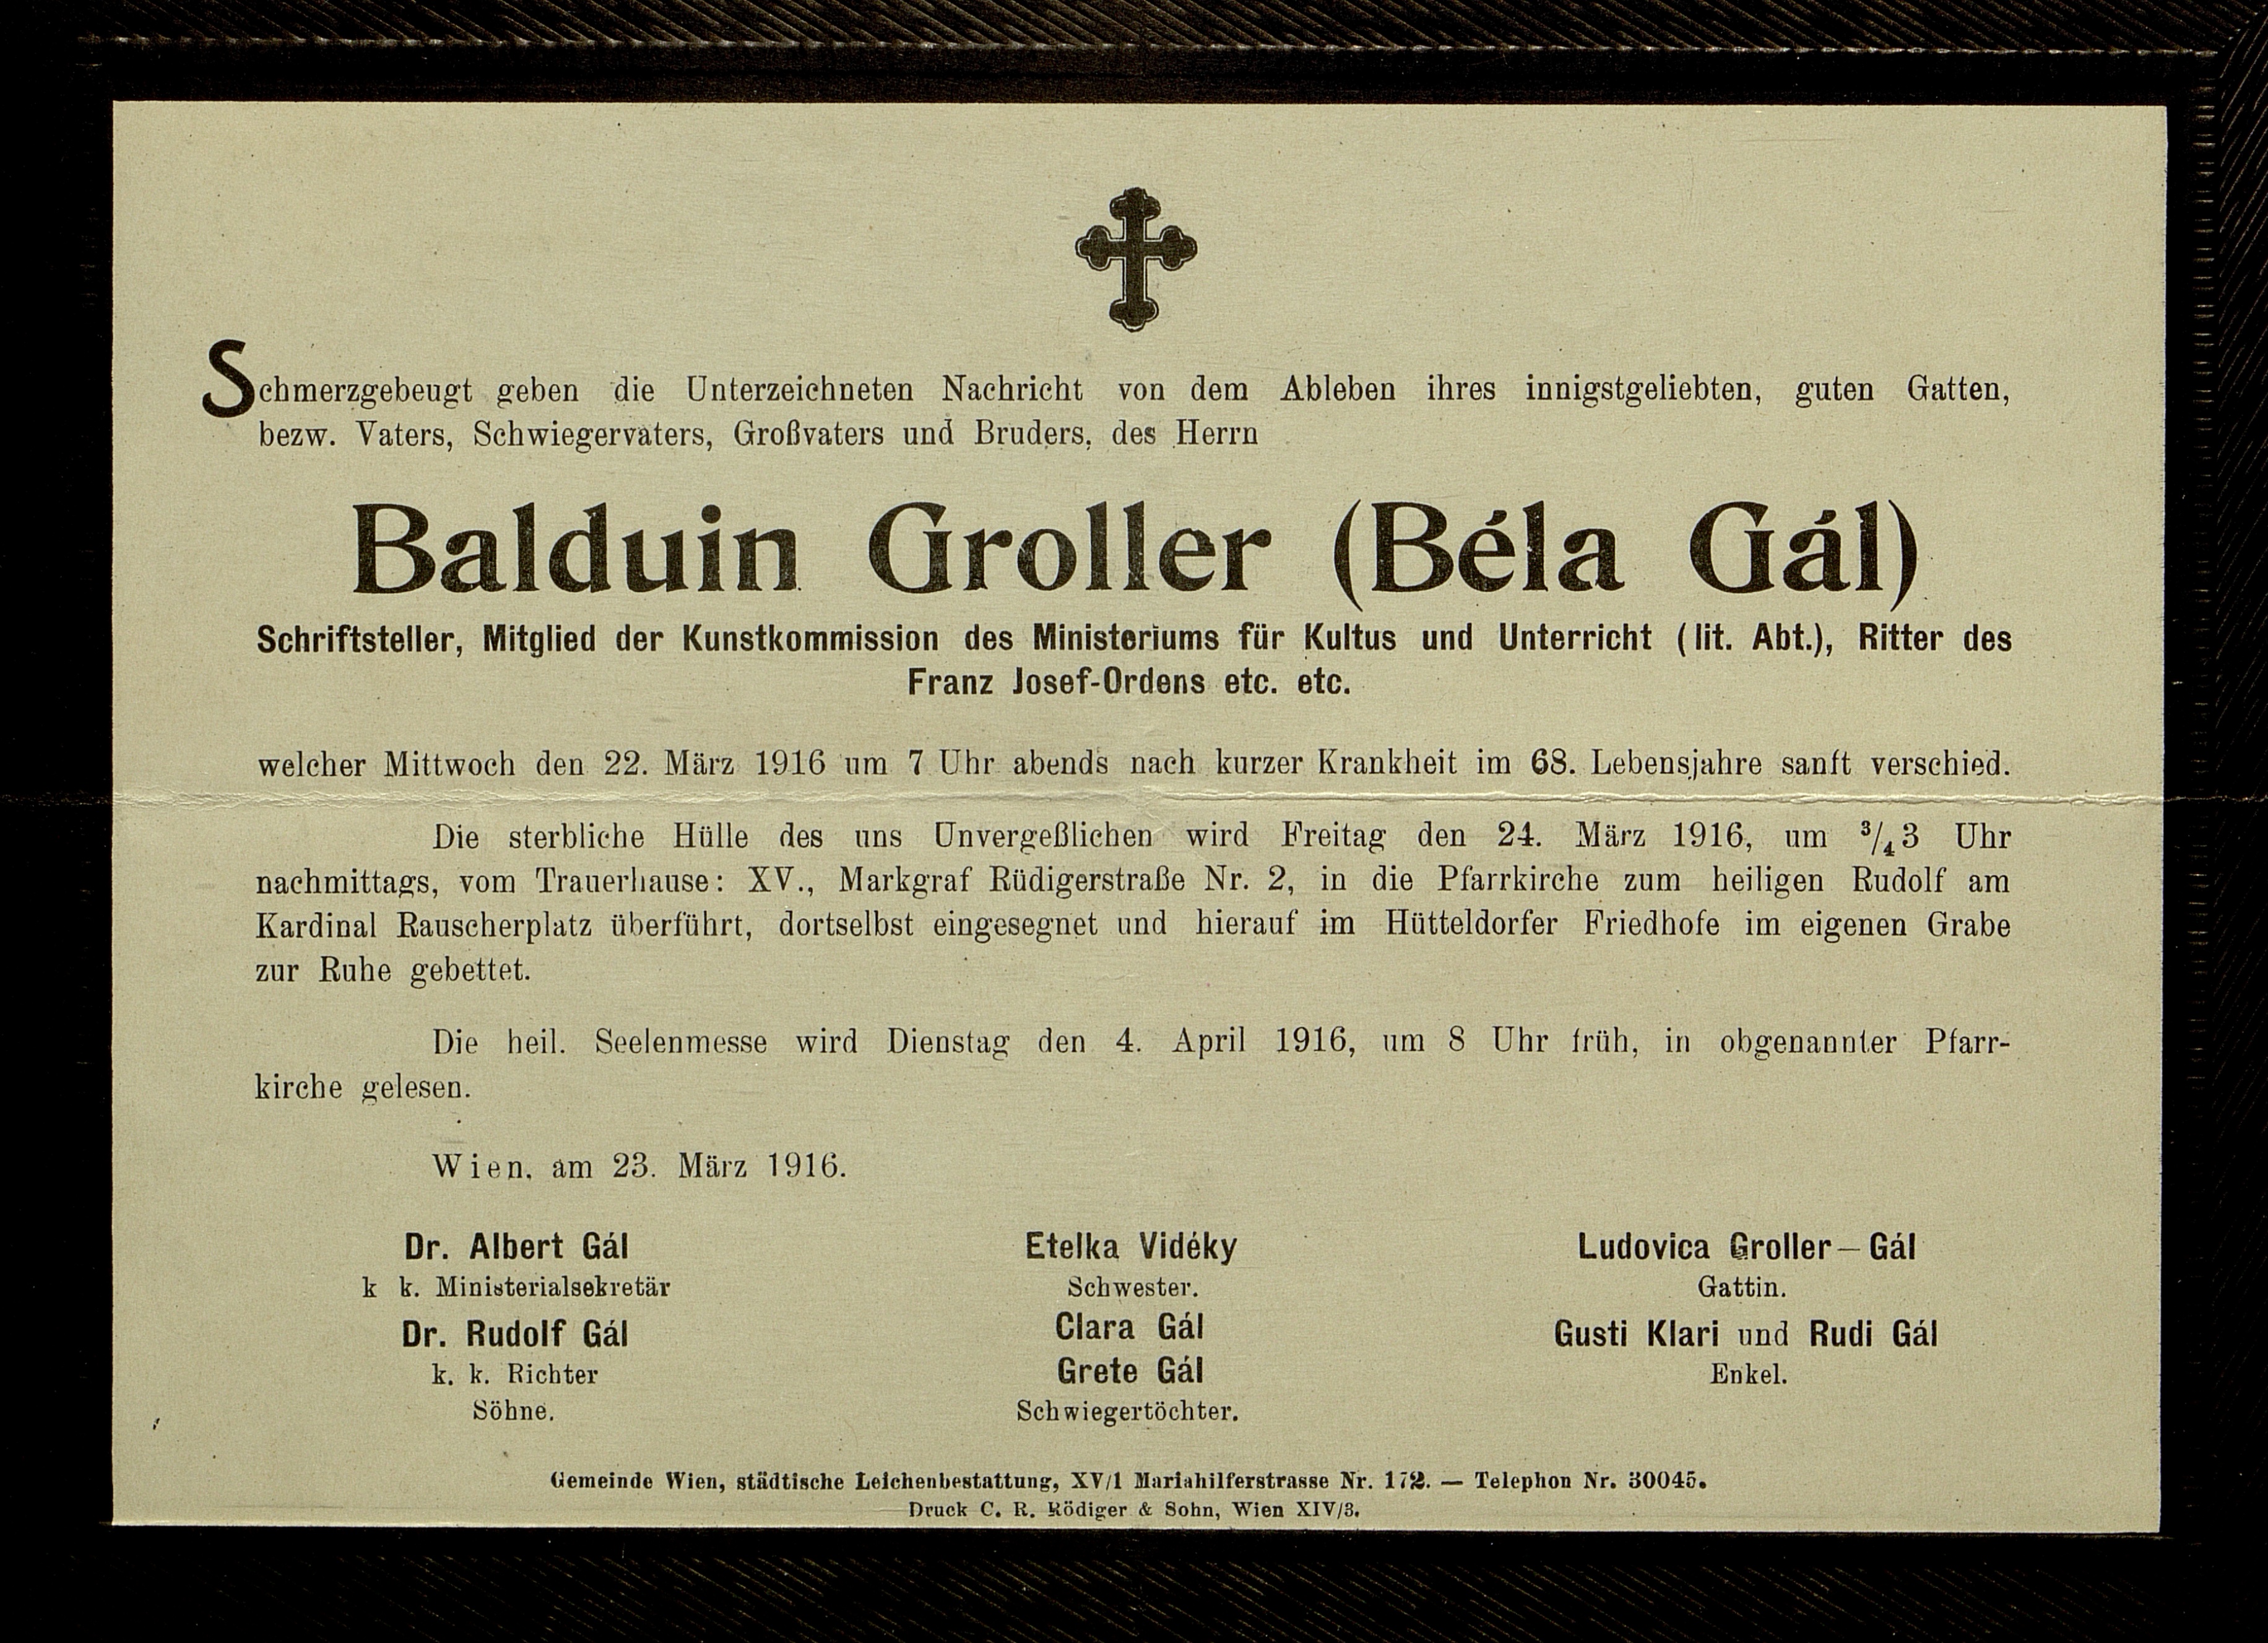 Schmerzgebeugt geben die Unterzeichneten Nachricht von dem Ableben ihres innigstgeliebten, guten Gatten,
bezw. Vaters, Schwiegervaters, Großvaters und Bruders, des Herrn
Balduin Groller (Béla Gál)
Schriftsteller, Mitglied der Kunstkommission des Ministeriums für Kultus und Unterricht (lit. Abt.), Ritter des
Franz Josef-Ordens etc. etc.
welcher Mittwoch den 22. März 1916 um 7 Uhr abends nach kurzer Krankheit im 68. Lebensjahre sanft verschied.
Die sterbliche Hülle des uns Unvergeßlichen wird Freitag den 24. März 1916, um 3/4 3 Uhr
nachmittags, vom Trauerhause: XV., Markgraf Rüdigerstraße Nr. 2, in die Pfarrkirche zum heiligen Rudolf am
Kardinal Rauscherplatz überführt, dortselbst eingesegnet und hierauf im Hütteldorfer Friedhofe im eigenen Grabe
zur Ruhe gebettet.
Die heil. Seelenmesse wird Dienstag den 4. April 1916, um 8 Uhr früh, in obgenannter Pfarr-
kirche gelesen.
Wien, am 23. März 1916.
Dr. Albert Gál
k k. Ministerialsekretär
Dr. Rudolf Gál
k. k. Richter
Söhne.
Etelka Vidéky
Schwester.
Clara Gál
Grete Gál
Schwiegertöchter.
Ludovica Groller—Gál
Gattin.
Gusti Klari und Rudi Gál
Enkel.
Gemeinde Wien, städtische Leichenbestattung, XV/1 Mariahilferstrasse Nr. 172. — Telephon Nr. 30045.
Druck C. R. Rödiger & Sohn, Wien XIV/3.